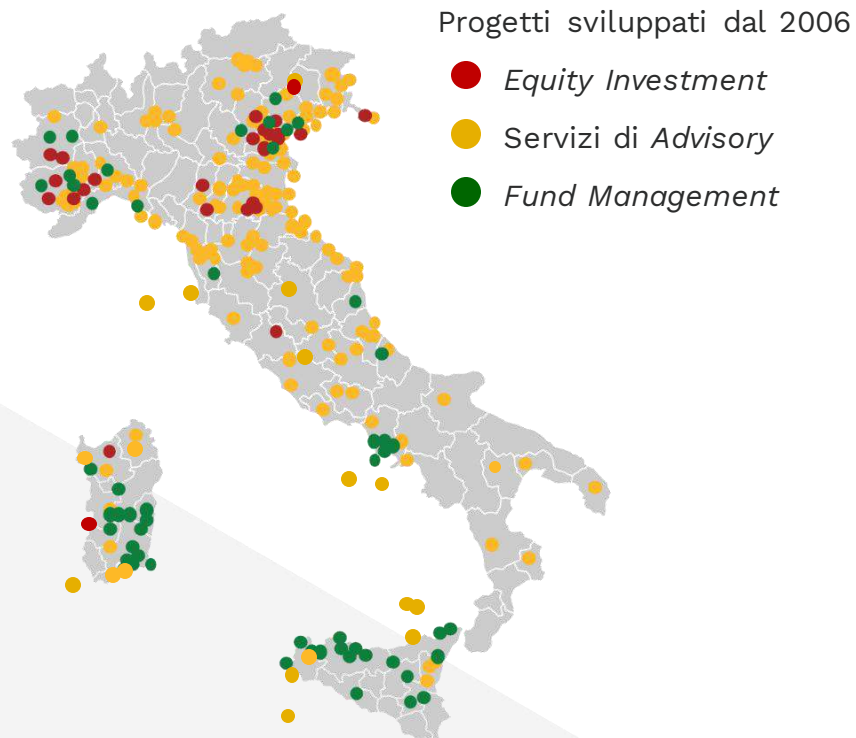 Progetti sviluppati dal 2006
Equity Investment
Servizi di Advisory
Fund Management